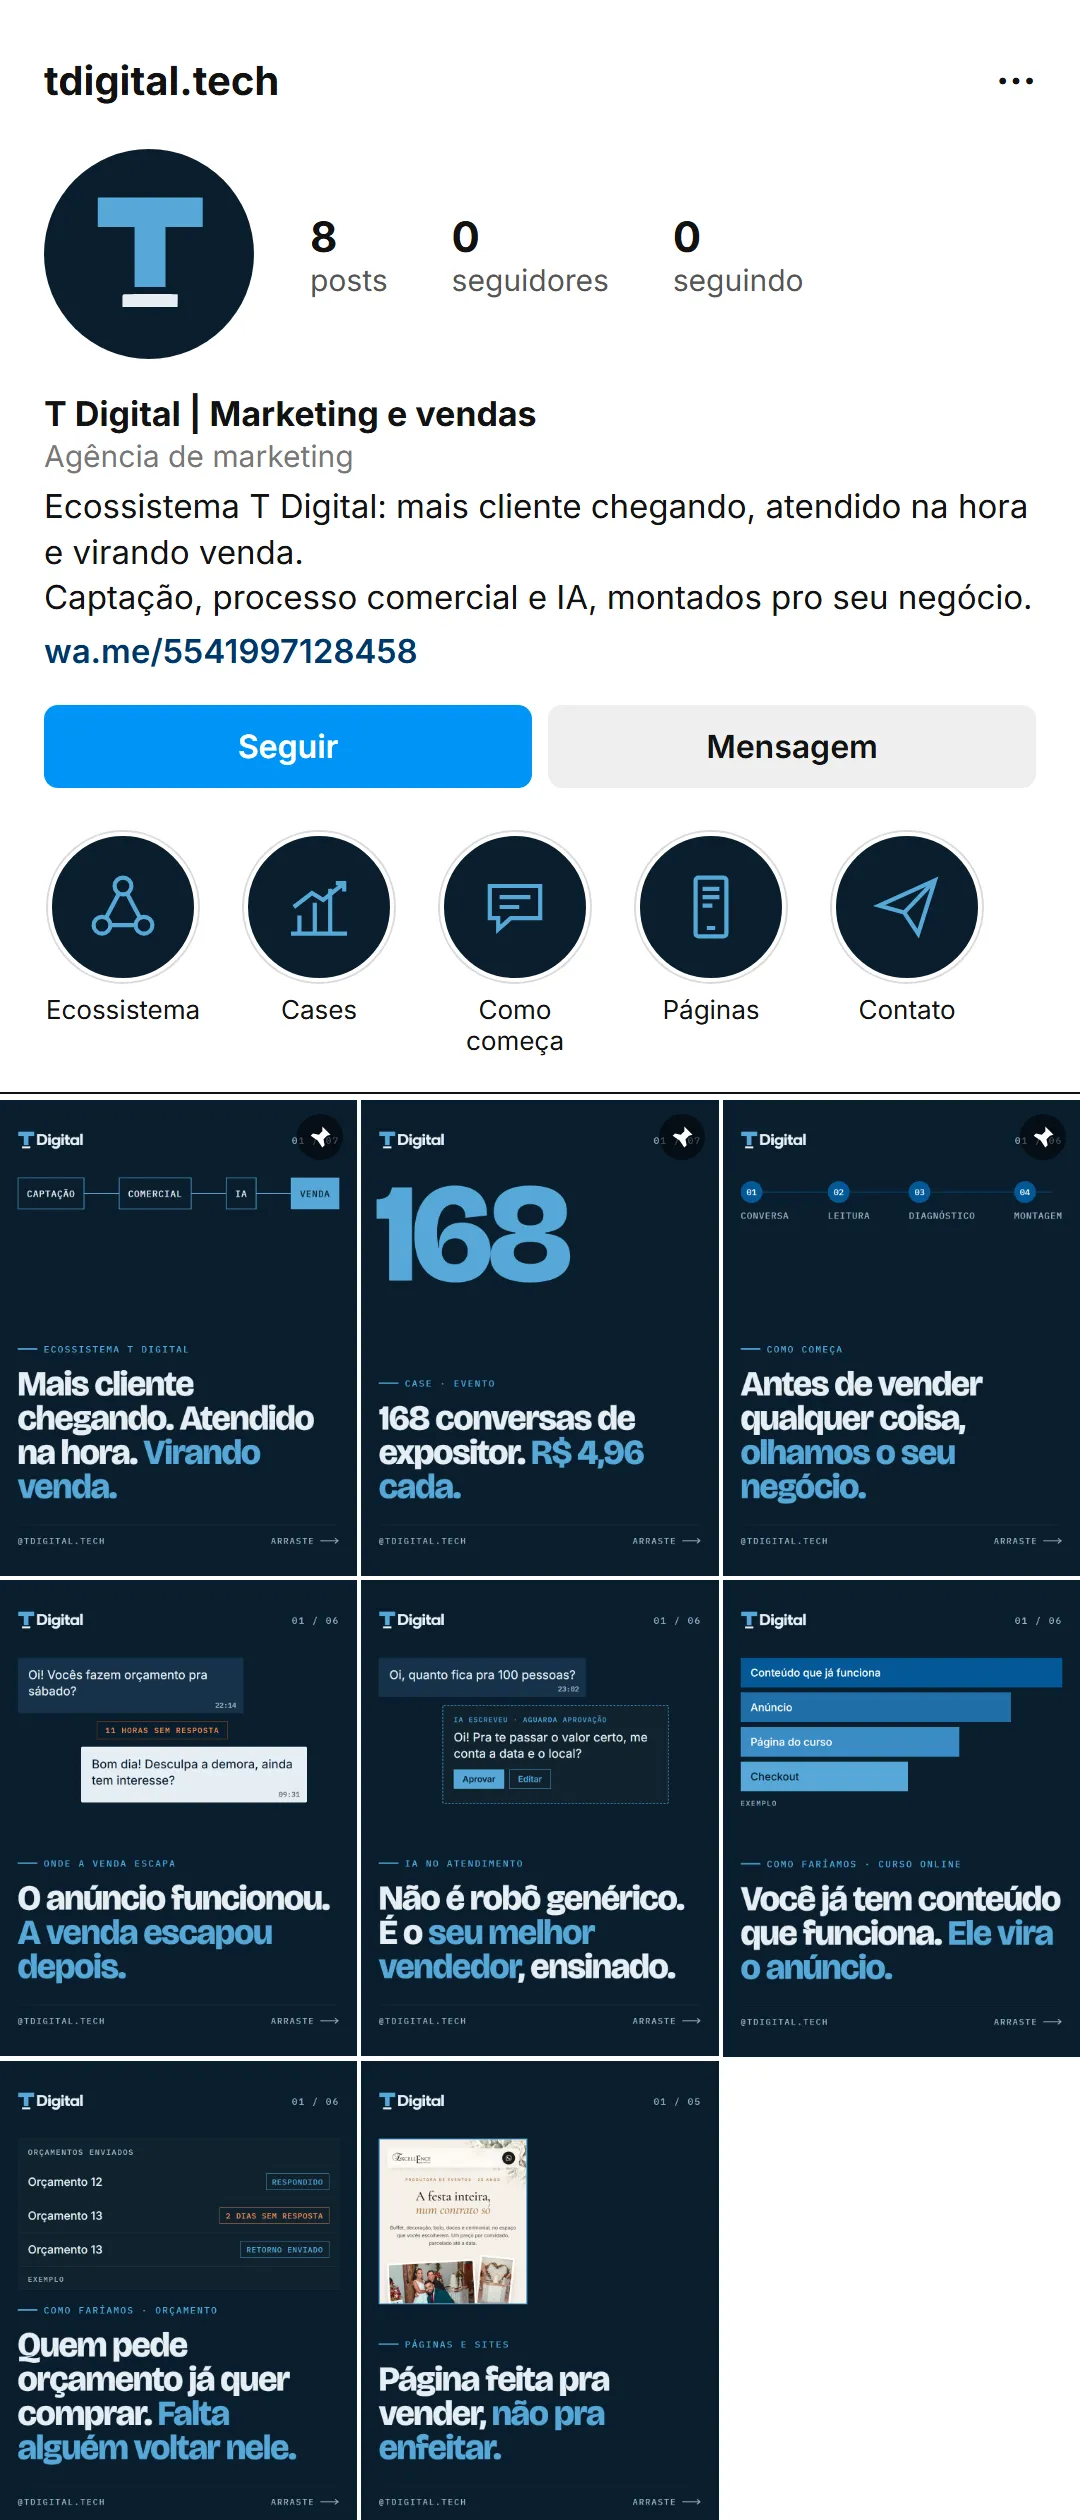 tdigital.tech
8
posts
0
seguidores
0
seguindo
T Digital | Marketing e vendas
Agência de marketing
Ecossistema T Digital: mais cliente chegando, atendido na hora
e virando venda.
Captação, processo comercial e IA, montados pro seu negócio.
wa.me/5541997128458
Seguir
Mensagem
Ecossistema
Cases
Como
começa
Páginas
Contato
T Digital
CAPTAÇÃO
COMERCIAL
IA
VENDA
ECOSSISTEMA T DIGITAL
Mais cliente
chegando. Atendido
na hora. Virando
venda.
@TDIGITAL.TECH
ARRASTE
T Digital
168
CASE · EVENTO
168 conversas de
expositor. R$ 4,96
cada.
@TDIGITAL.TECH
ARRASTE
T Digital
01
02
03
04
CONVERSA
LEITURA
DIAGNÓSTICO
MONTAGEM
COMO COMEÇA
Antes de vender
qualquer coisa,
olhamos o seu
negócio.
@TDIGITAL.TECH
ARRASTE
T Digital
01 / 06
Oi! Vocês fazem orçamento pra
sábado?
22:14
11 HORAS SEM RESPOSTA
Bom dia! Desculpa a demora, ainda
tem interesse?
09:31
ONDE A VENDA ESCAPA
O anúncio funcionou.
A venda escapou
depois.
@TDIGITAL.TECH
ARRASTE
T Digital
01 / 06
Oi, quanto fica pra 100 pessoas?
23:02
IA ESCREVEU · AGUARDA APROVAÇÃO
Oi! Pra te passar o valor certo, me
conta a data e o local?
Aprovar
Editar
IA NO ATENDIMENTO
Não é robô genérico.
É o seu melhor
vendedor, ensinado.
@TDIGITAL.TECH
ARRASTE
T Digital
01 / 06
Conteúdo que já funciona
Anúncio
Página do curso
Checkout
EXEMPLO
COMO FARÍAMOS · CURSO ONLINE
Você já tem conteúdo
que funciona. Ele vira
o anúncio.
@TDIGITAL.TECH
ARRASTE
T Digital
01 / 06
ORÇAMENTOS ENVIADOS
Orçamento 12
RESPONDIDO
Orçamento 13
2 DIAS SEM RESPOSTA
Orçamento 13
RETORNO ENVIADO
EXEMPLO
COMO FARÍAMOS · ORÇAMENTO
Quem pede
orçamento já quer
comprar. Falta
alguém voltar nele.
@TDIGITAL.TECH
ARRASTE
T Digital
01 / 05
A festa inteira,
num contrato só
PÁGINAS E SITES
Página feita pra
vender, não pra
enfeitar.
@TDIGITAL.TECH
ARRASTE